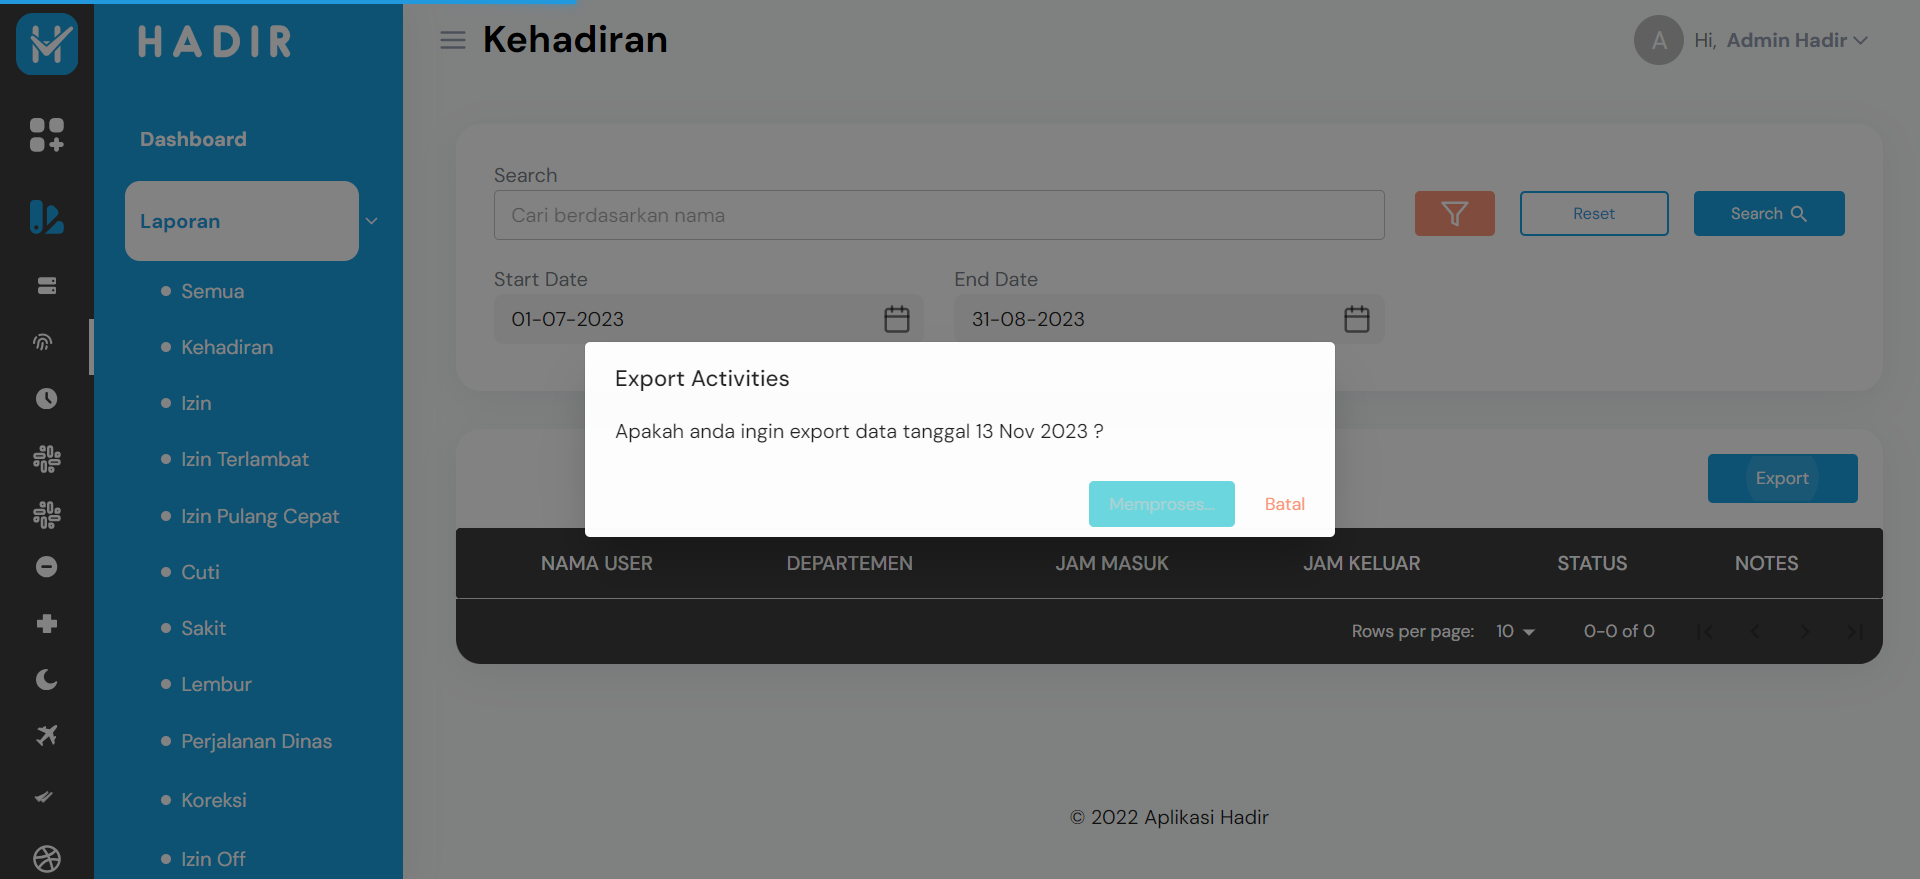 HADIR
Kehadiran
A
Hi, Admin Hadir
Dashboard
Laporan
Semua
Kehadiran
Izin
Izin Terlambat
Izin Pulang Cepat
Cuti
Sakit
Lembur
Perjalanan Dinas
Koreksi
Izin Off
Search
Cari berdasarkan nama
Reset
Search
Start Date
End Date
01-07-2023
31-08-2023
Export Activities
Apakah anda ingin export data tanggal 13 Nov 2023 ?
Memproses...
Batal
Export
NAMA USER DEPARTEMEN JAM MASUK JAM KELUAR STATUS NOTES
Rows per page: 10 0-0 of 0
© 2022 Aplikasi Hadir